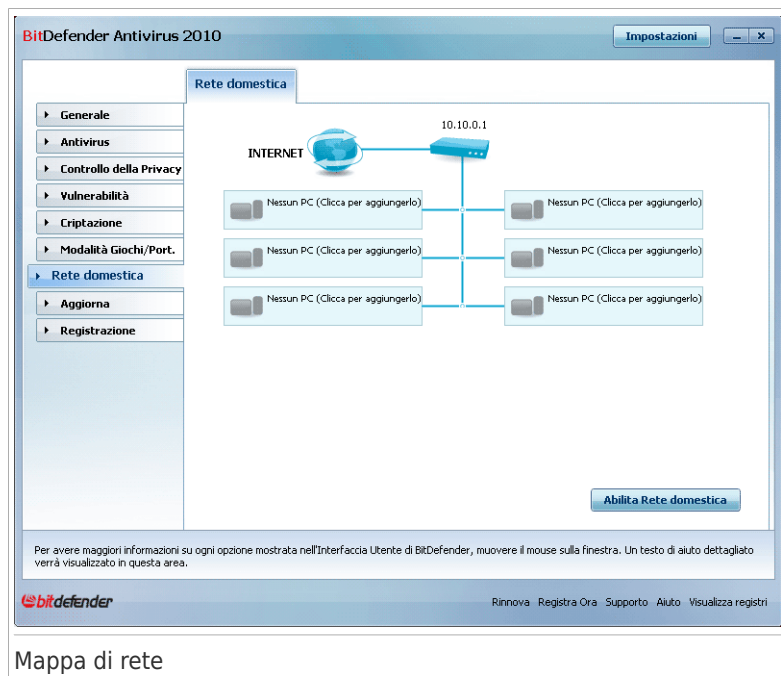 BitDefender Antivirus 2010
Impostazioni
Rete domestica
Generale
Antivirus
Controllo della Privacy
Vulnerabilità
Criptazione
Modalità Giochi/Port.
Rete domestica
Aggiorna
Registrazione
10.10.0.1
INTERNET
Nessun PC (Clicca per aggiungerlo)
Nessun PC (Clicca per aggiungerlo)
Nessun PC (Clicca per aggiungerlo)
Nessun PC (Clicca per aggiungerlo)
Nessun PC (Clicca per aggiungerlo)
Nessun PC (Clicca per aggiungerlo)
Abilita Rete domestica
Per avere maggiori informazioni su ogni opzione mostrata nell'Interfaccia Utente di BitDefender, muovere il mouse sulla finestra. Un testo di aiuto dettagliato
verrà visualizzato in questa area.
bitdefender
Rinnova Registra Ora Supporto Aiuto Visualizza registri
Mappa di rete